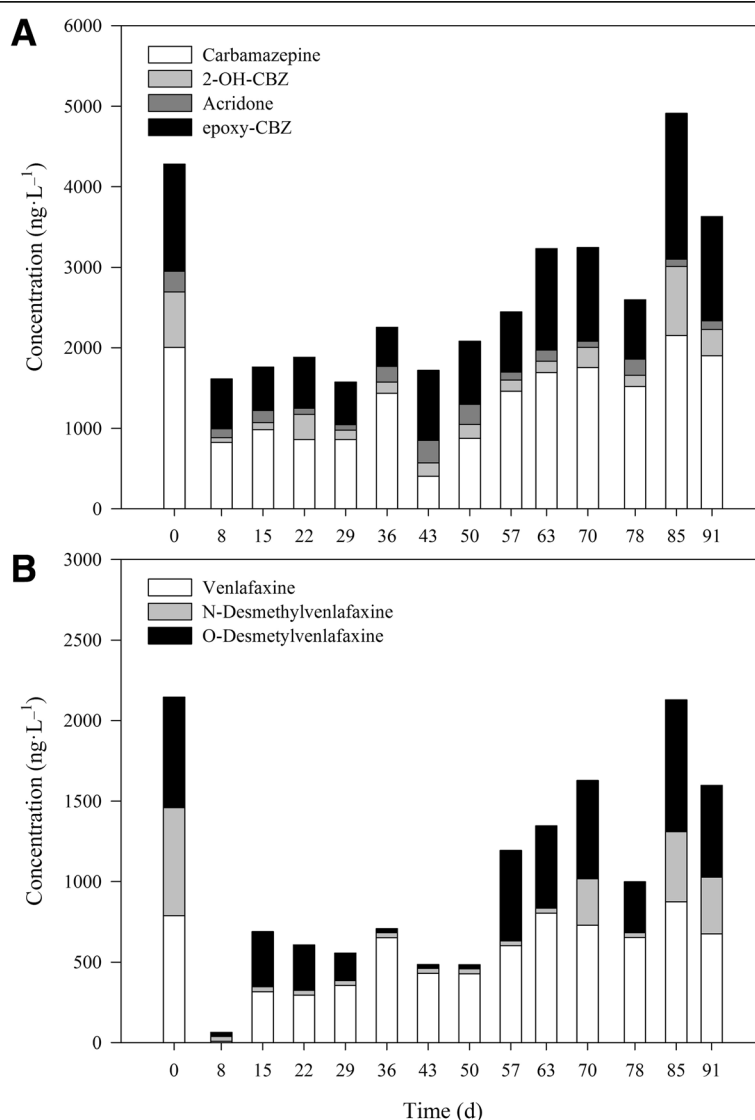 A
6000
5000
4000
3000
2000
1000
0
Concentration (ng·L⁻¹)
Carbamazepine
2-OH-CBZ
Acridone
epoxy-CBZ
0 8 15 22 29 36 43 50 57 63 70 78 85 91
B
3000
2500
2000
1500
1000
500
0
Concentration (ng·L⁻¹)
Venlafaxine
N-Desmethylvenlafaxine
O-Desmetylvenlafaxine
0 8 15 22 29 36 43 50 57 63 70 78 85 91
Time (d)